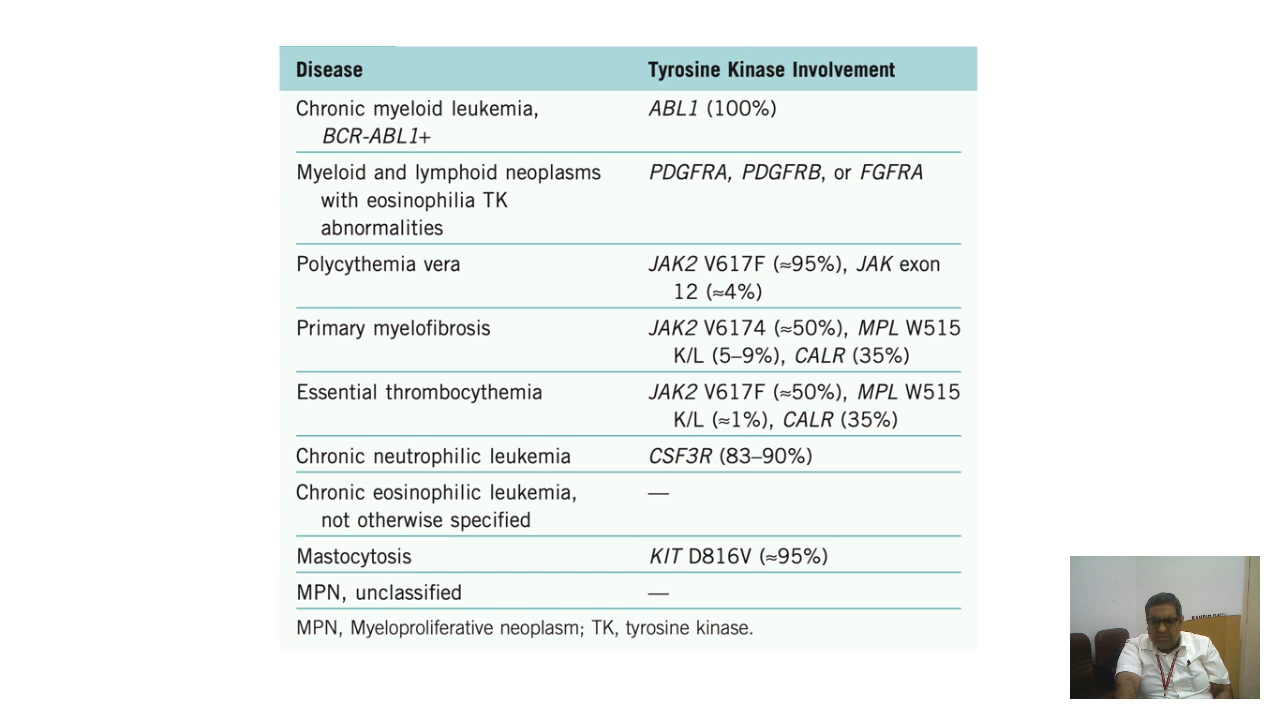 Disease Tyrosine Kinase Involvement
Chronic myeloid leukemia, ABL1 (100%)
BCR-ABL1+
Myeloid and lymphoid neoplasms PDGFRA, PDGFRB, or FGFRA
with eosinophilia TK
abnormalities
Polycythemia vera JAK2 V617F (≈95%), JAK exon
12 (≈4%)
Primary myelofibrosis JAK2 V6174 (≈50%), MPL W515
K/L (5–9%), CALR (35%)
Essential thrombocythemia JAK2 V617F (≈50%), MPL W515
K/L (≈1%), CALR (35%)
Chronic neutrophilic leukemia CSF3R (83–90%)
Chronic eosinophilic leukemia, —
not otherwise specified
Mastocytosis KIT D816V (≈95%)
MPN, unclassified —
MPN, Myeloproliferative neoplasm; TK, tyrosine kinase.